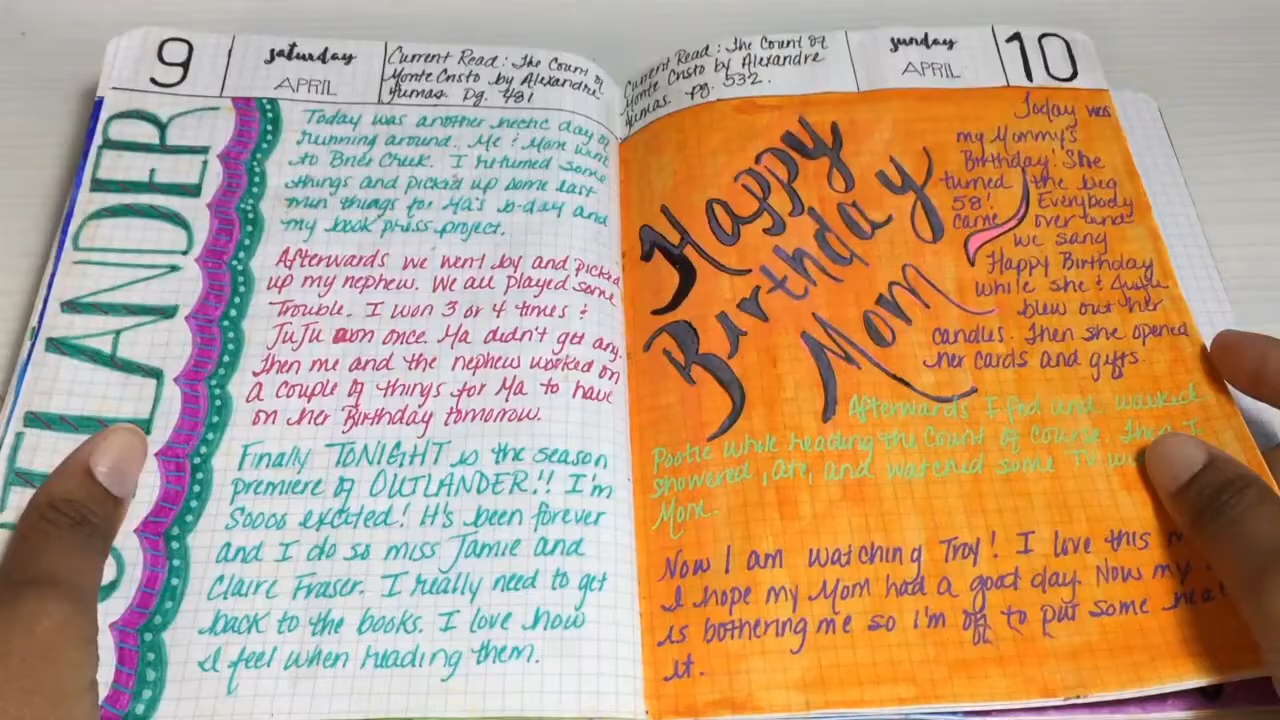 9
saturday
APRIL
Current Read: The Count of
Monte Cristo by Alexandre
Dumas. Pg. 481
OUTLANDER
Today was another hectic day of
running around. Me & Mom went
to Brier Creek. I returned some
things and picked up some last
min things for Ma's b-day and
my book press project.
Afterwards we went Joy and picked
up my nephew. We all played some
Trouble. I won 3 or 4 times &
JuJu won once. Ma didn't get any.
Then me and the nephew worked on
a couple of things for Ma to have
on her Birthday tomorrow.
Finally TONIGHT is the season
premiere of OUTLANDER!! I'm
soooo excited! It's been forever
and I do so miss Jamie and
Claire Fraser. I really need to get
back to the books. I love how
I feel when reading them.
Current Read: The Count of
Monte Cristo by Alexandre
Dumas. Pg. 532.
sunday
APRIL
10
Happy
Birthday
Mom
Today was
my Mommy's
Birthday! She
turned the big
58! Everybody
came over and
we sang
Happy Birthday
while she & Juju
blew out her
candles. Then she opened
her cards and gifts.
Afterwards I fed and walked
Pootie while reading the Count of Course. Then I
showered, ate, and watched some TV
Mom.
Now I am watching Troy! I love this
I hope my Mom had a good day. Now my
is bothering me so I'm off to put some heat
it.